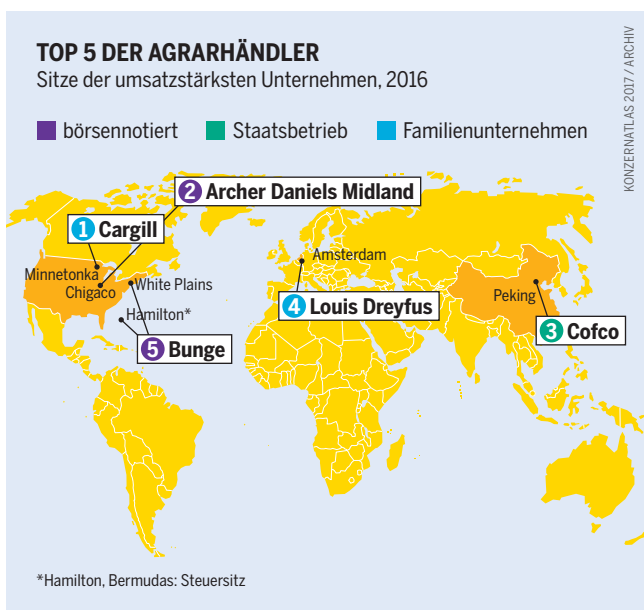 TOP 5 DER AGRARHÄNDLER
Sitze der umsatzstärksten Unternehmen, 2016
börsennotiert
Staatsbetrieb
Familienunternehmen
KONZERNATLAS 2017 / ARCHIV
2 Archer Daniels Midland
1 Cargill
Minnetonka
Chigaco
White Plains
Hamilton*
5 Bunge
Amsterdam
4 Louis Dreyfus
Peking
3 Cofco
*Hamilton, Bermudas: Steuersitz